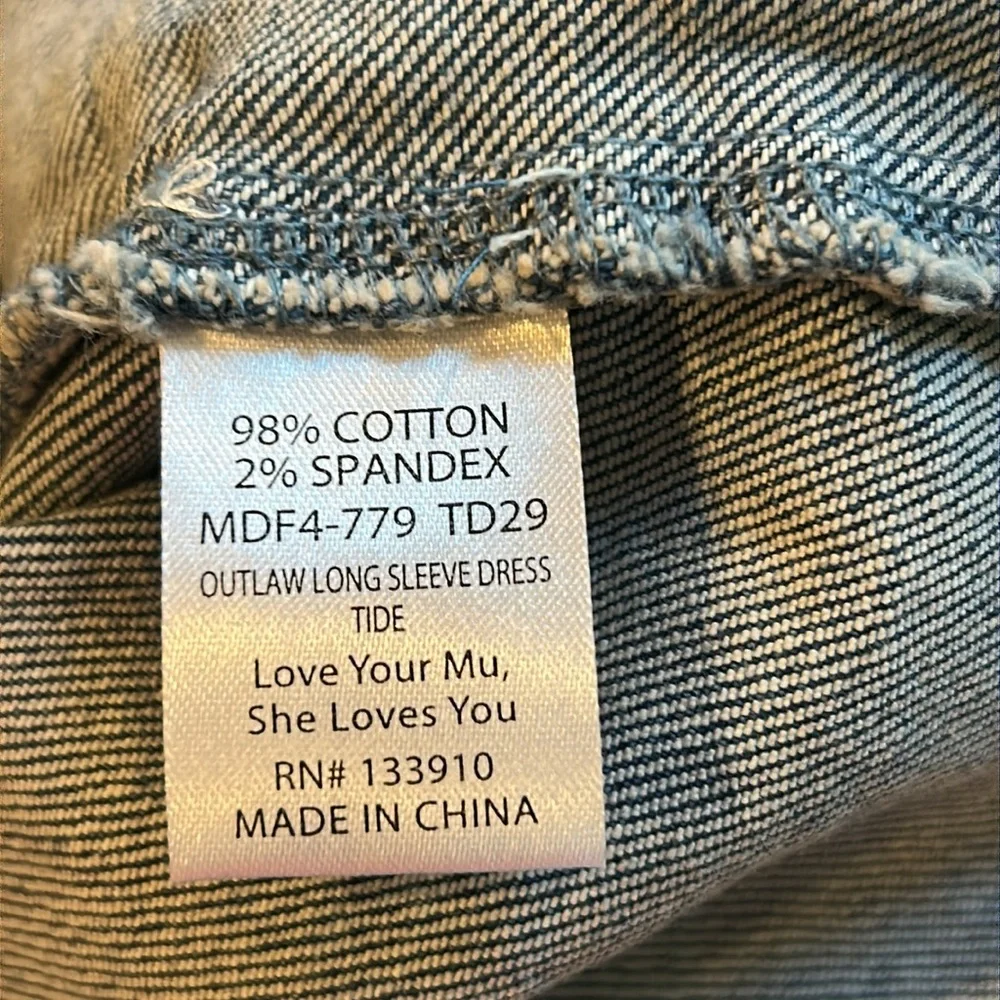 98% COTTON
2% SPANDEX
MDF4-779 TD29
OUTLAW LONG SLEEVE DRESS
TIDE
Love Your Mu,
She Loves You
RN# 133910
MADE IN CHINA